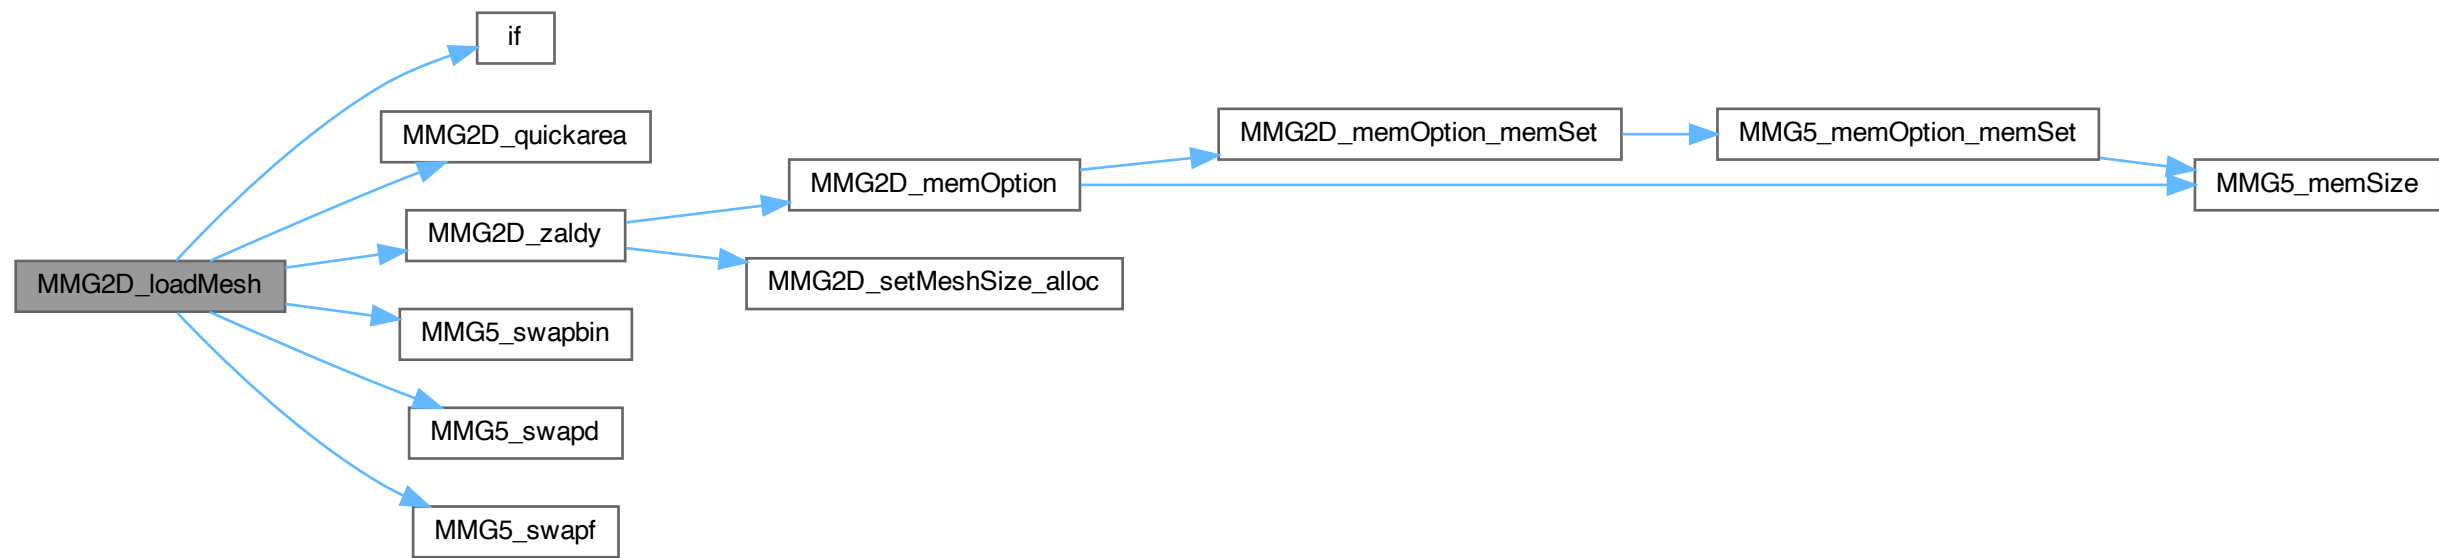 if
MMG2D_quickarea
MMG2D_memOption_memSet
MMG5_memOption_memSet
MMG2D_memOption
MMG5_memSize
MMG2D_zaldy
MMG2D_loadMesh
MMG2D_setMeshSize_alloc
MMG5_swapbin
MMG5_swapd
MMG5_swapf